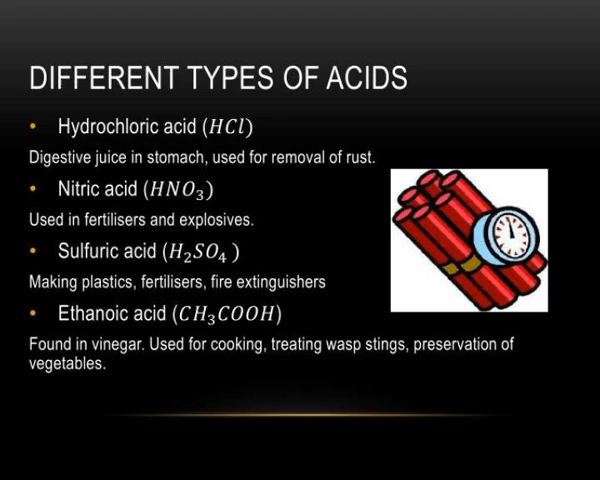 DIFFERENT TYPES OF ACIDS
• Hydrochloric acid (HCl)
Digestive juice in stomach, used for removal of rust.
• Nitric acid (HNO₃)
Used in fertilisers and explosives.
• Sulfuric acid (H₂SO₄ )
Making plastics, fertilisers, fire extinguishers
• Ethanoic acid (CH₃COOH)
Found in vinegar. Used for cooking, treating wasp stings, preservation of
vegetables.